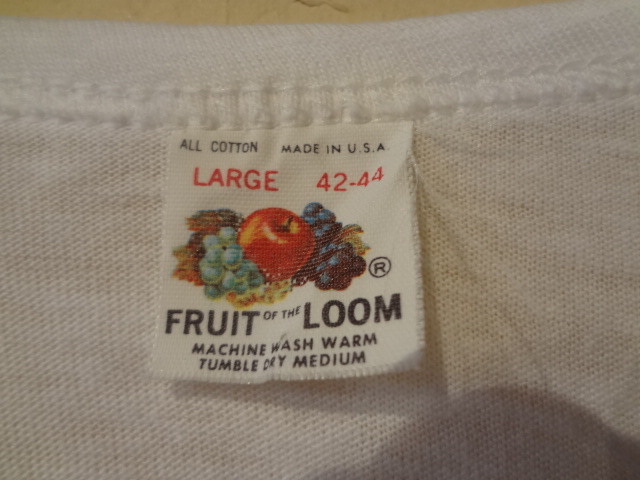 ALL COTTON MADE IN U.S.A.
LARGE 42-44
®
FRUIT OF THE LOOM
MACHINE WASH WARM
TUMBLE DRY MEDIUM